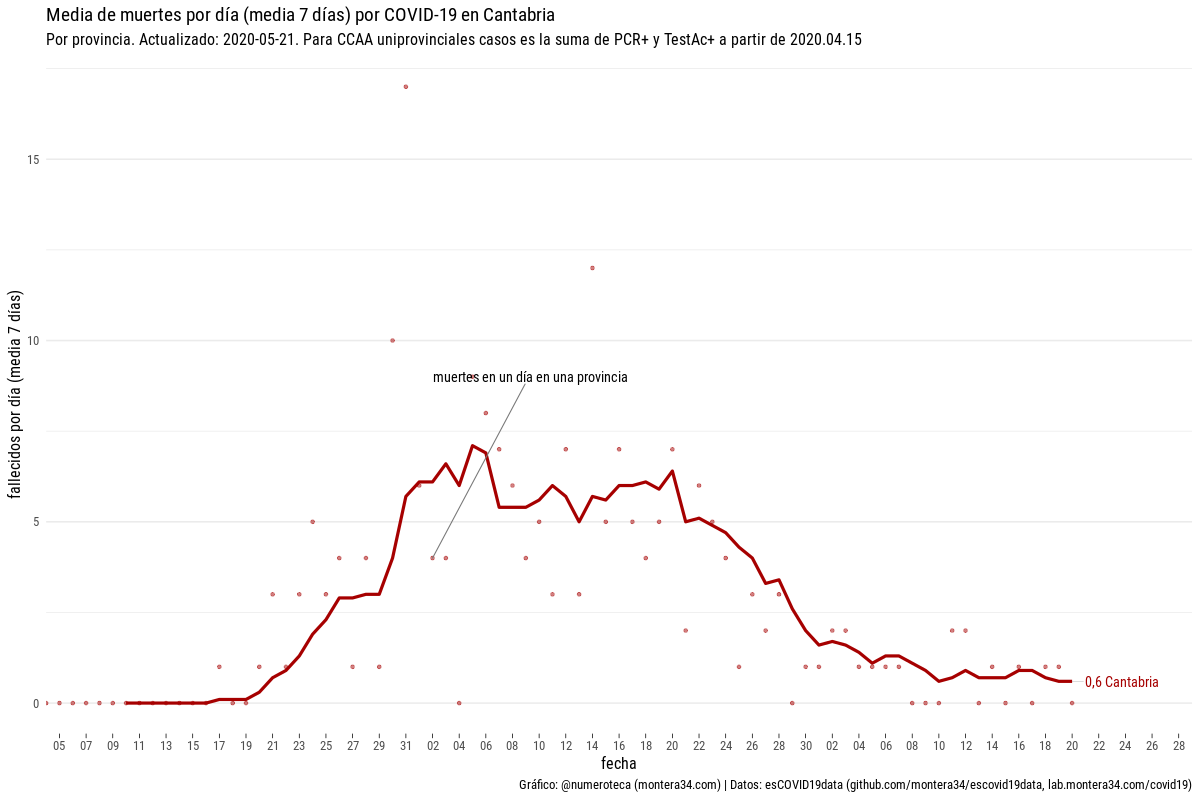 Media de muertes por día (media 7 días) por COVID-19 en Cantabria
Por provincia. Actualizado: 2020-05-21. Para CCAA uniprovinciales casos es la suma de PCR+ y TestAc+ a partir de 2020.04.15
fallecidos por día (media 7 días)
15
10
5
0
muertes en un día en una provincia
0,6 Cantabria
05 07 09 11 13 15 17 19 21 23 25 27 29 31 02 04 06 08 10 12 14 16 18 20 22 24 26 28 30 02 04 06 08 10 12 14 16 18 20 22 24 26 28
fecha
Gráfico: @numeroteca (montera34.com) | Datos: esCOVID19data (github.com/montera34/escovid19data, lab.montera34.com/covid19)